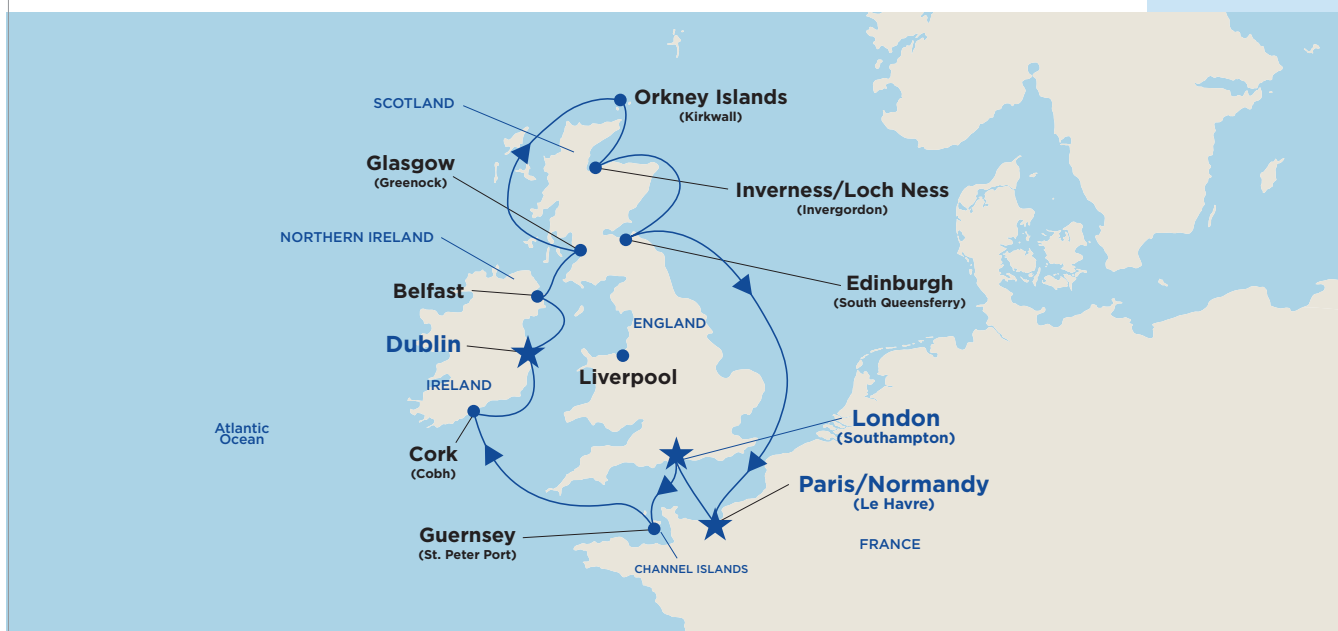 Orkney Islands
(Kirkwall)
SCOTLAND
Glasgow
(Greenock)
Inverness/Loch Ness
(Invergordon)
NORTHERN IRELAND
Belfast
Edinburgh
(South Queensferry)
ENGLAND
Dublin
Liverpool
IRELAND
London
(Southampton)
Atlantic
Ocean
Cork
(Cobh)
Paris/Normandy
(Le Havre)
Guernsey
(St. Peter Port)
FRANCE
CHANNEL ISLANDS